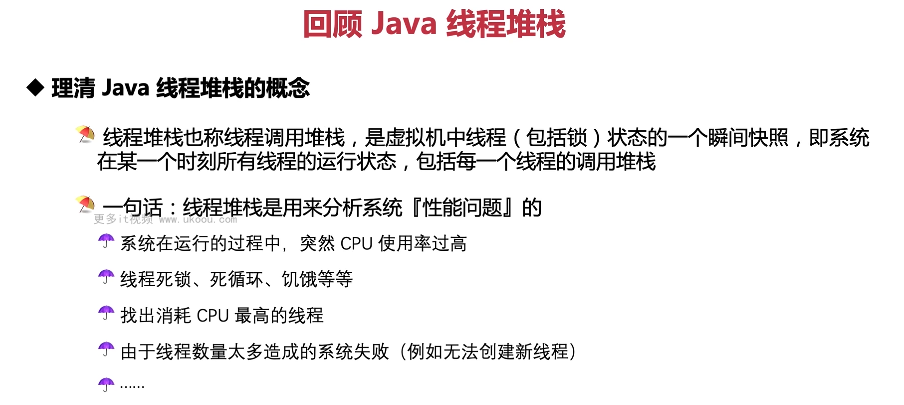 回顾 Java 线程堆栈
理清 Java 线程堆栈的概念
线程堆栈也称线程调用堆栈，是虚拟机中线程（包括锁）状态的一个瞬间快照，即系统
在某一个时刻所有线程的运行状态，包括每一个线程的调用堆栈
一句话：线程堆栈是用来分析系统『性能问题』的
更多it视频 www.ukoou.com
系统在运行的过程中，突然 CPU 使用率过高
线程死锁、死循环、饥饿等等
找出消耗 CPU 最高的线程
由于线程数量太多造成的系统失败（例如无法创建新线程）
……